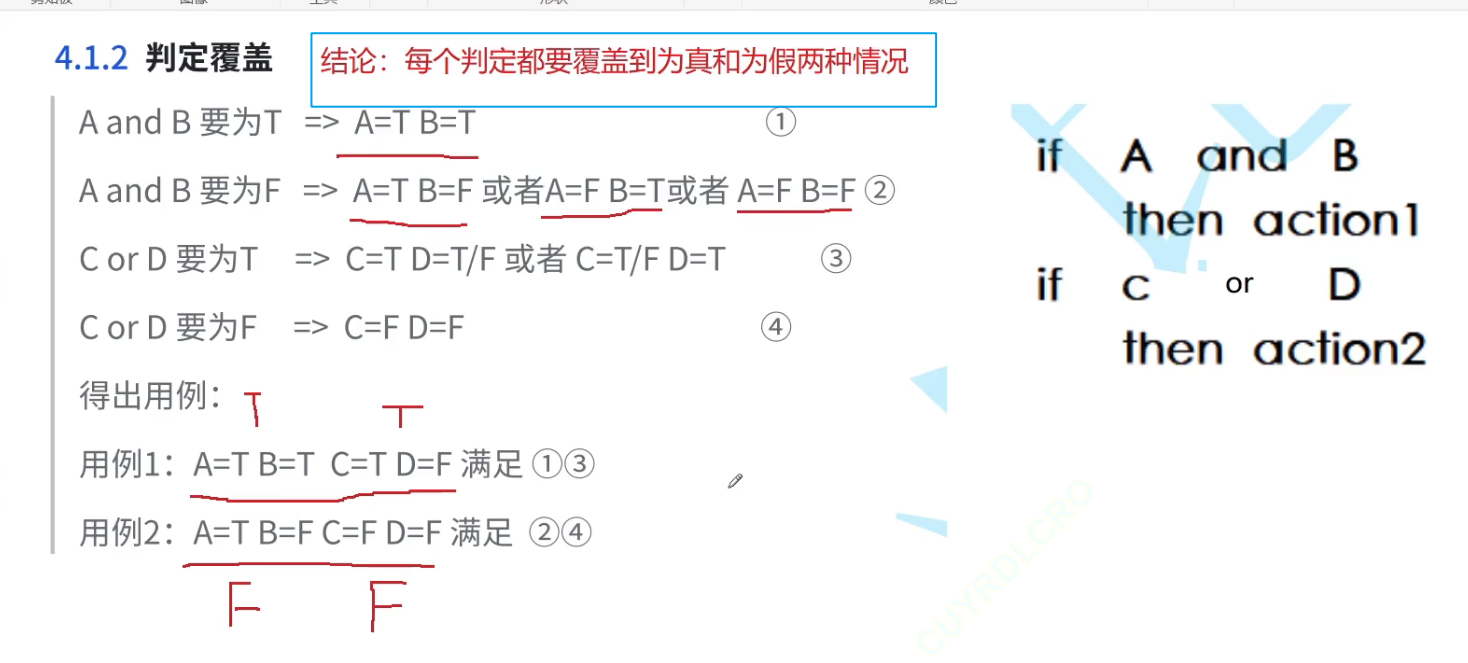 4.1.2 判定覆盖
结论：每个判定都要覆盖到为真和为假两种情况
A and B 要为T => A=T B=T ①
A and B 要为F => A=T B=F 或者A=F B=T或者 A=F B=F ②
C or D 要为T => C=T D=T/F 或者 C=T/F D=T ③
C or D 要为F => C=F D=F ④
得出用例：
T T
用例1：A=T B=T C=T D=F 满足 ①③
用例2：A=T B=F C=F D=F 满足 ②④
F F
if A and B
then action1
if c or D
then action2
CUYRDLCRO